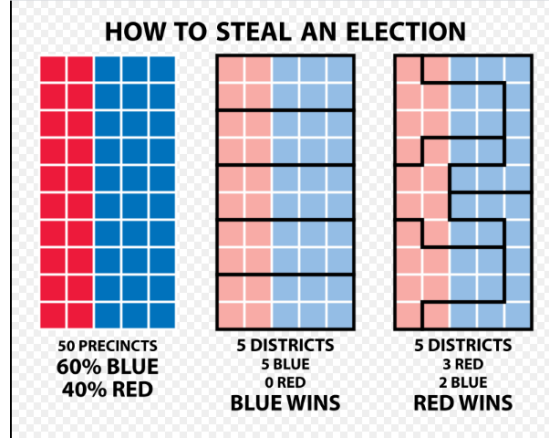 HOW TO STEAL AN ELECTION
50 PRECINCTS
60% BLUE
40% RED
5 DISTRICTS
5 BLUE
0 RED
BLUE WINS
5 DISTRICTS
3 RED
2 BLUE
RED WINS